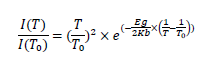 I(T)/I(T₀) = (T/T₀)² × e^(−Eg/2Kb × (1/T − 1/T₀))